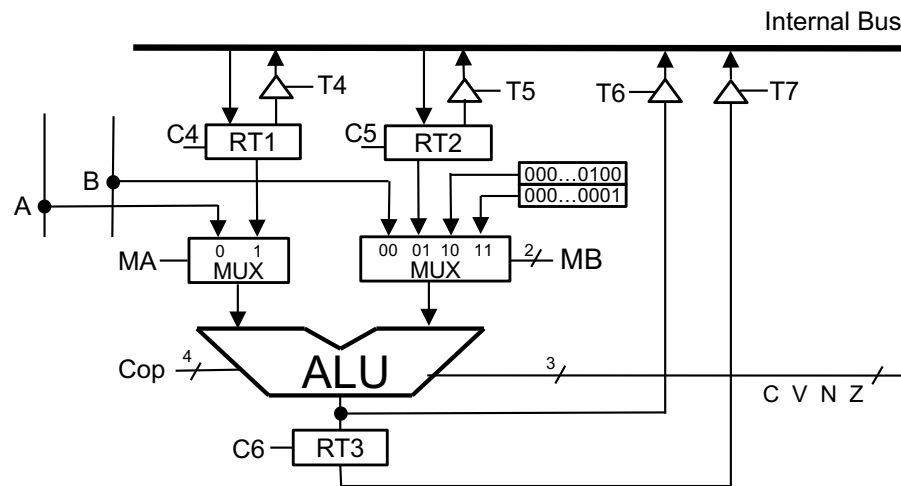 Internal Bus
T4
T5
T6
T7
C4
RT1
C5
RT2
B
000...0100
000...0001
A
0 1
MUX
MA
00 01 10 11
MUX
2
MB
Cop
4
ALU
3
C V N Z
C6
RT3